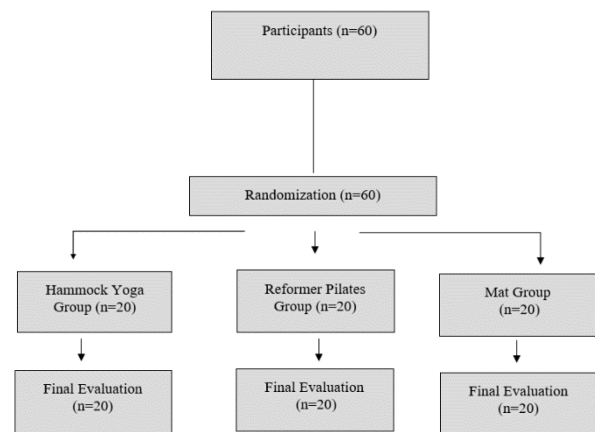 Participants (n=60)
Randomization (n=60)
Hammock Yoga
Group (n=20)
Reformer Pilates
Group (n=20)
Mat Group
(n=20)
Final Evaluation
(n=20)
Final Evaluation
(n=20)
Final Evaluation
(n=20)